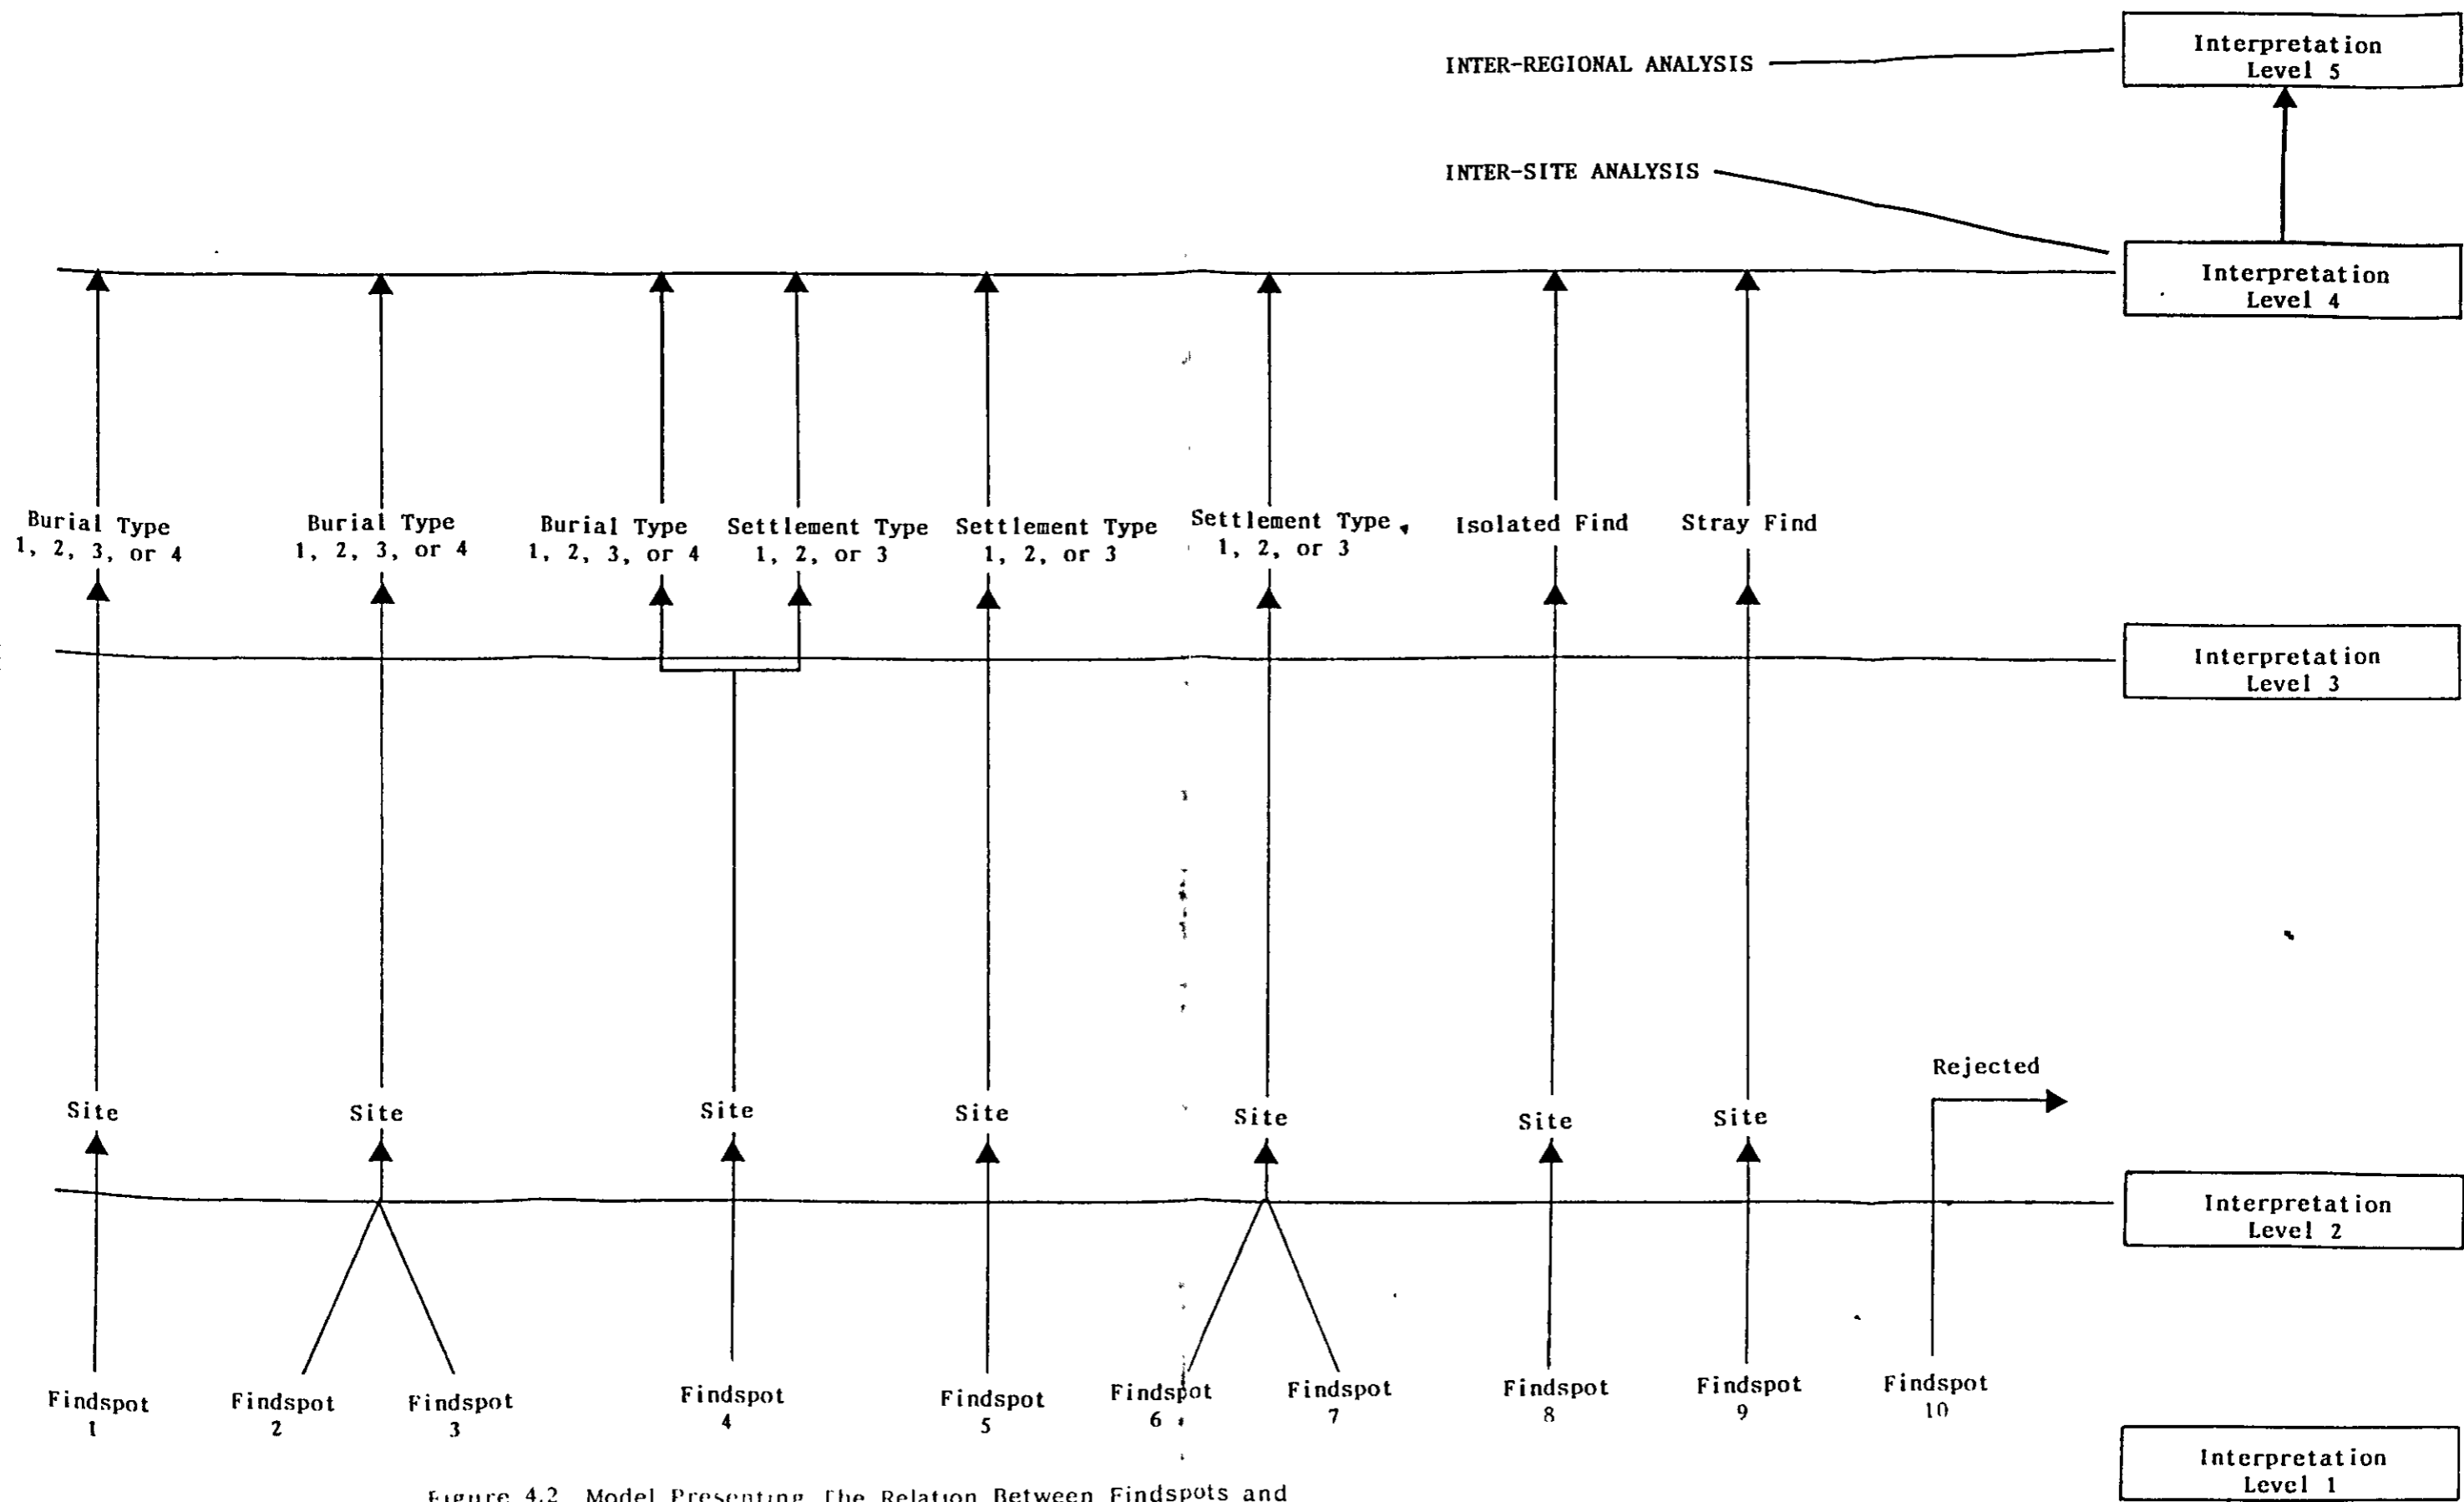 Interpretation
Level 5
INTER-REGIONAL ANALYSIS
INTER-SITE ANALYSIS
Interpretation
Level 4
Burial Type
1, 2, 3, or 4
Burial Type
1, 2, 3, or 4
Burial Type
1, 2, 3, or 4
Settlement Type
1, 2, or 3
Settlement Type
1, 2, or 3
Settlement Type
1, 2, or 3
Isolated Find
Stray Find
Interpretation
Level 3
Rejected
Site
Site
Site
Site
Site
Site
Site
Interpretation
Level 2
Findspot
1
Findspot
2
Findspot
3
Findspot
4
Findspot
5
Findspot
6
Findspot
7
Findspot
8
Findspot
9
Findspot
10
Interpretation
Level 1
Figure 4.2 Model Presenting The Relation Between Findspots and